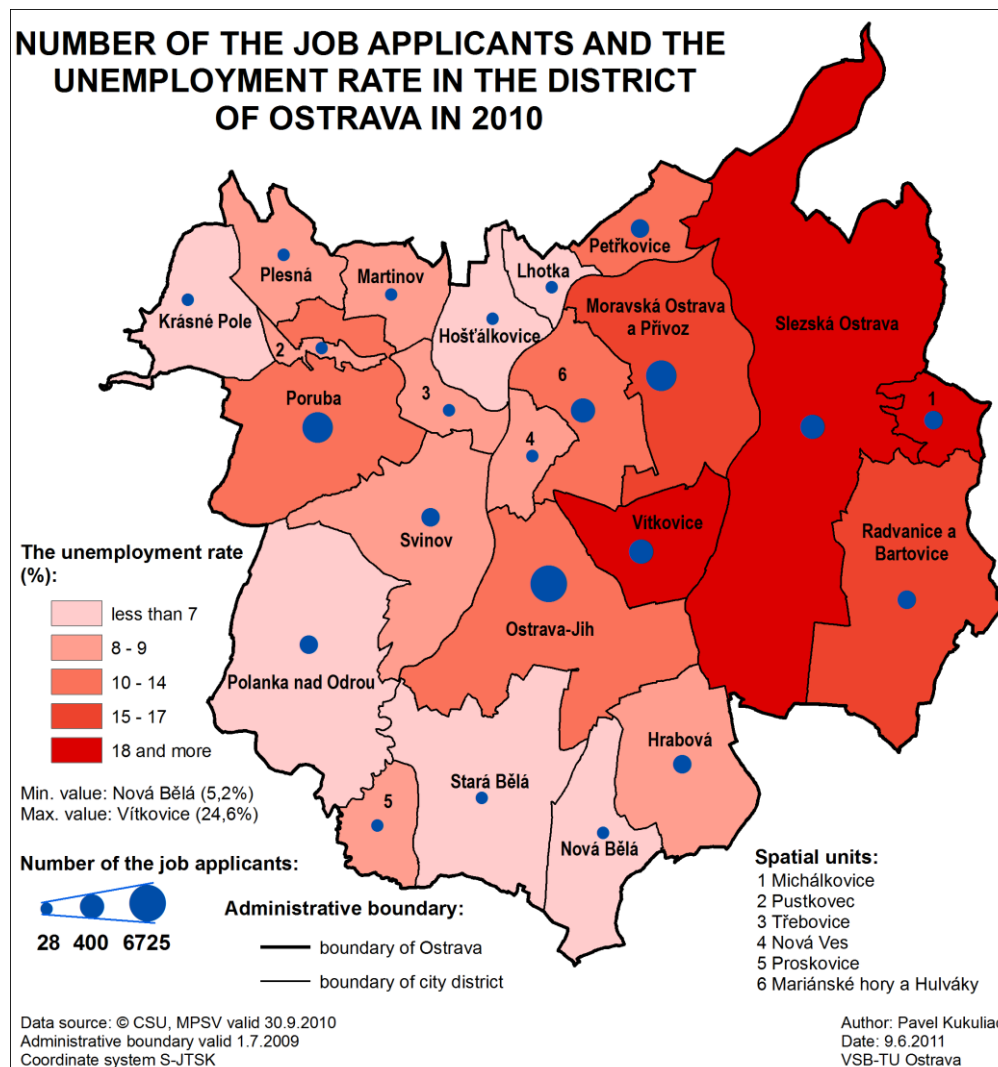 NUMBER OF THE JOB APPLICANTS AND THE
UNEMPLOYMENT RATE IN THE DISTRICT
OF OSTRAVA IN 2010
Petřkovice
Plesná
Martinov
Lhotka
Krásné Pole
Hošťálkovice
Moravská Ostrava
a Přívoz
Slezská Ostrava
2
6
3
1
Poruba
4
Vítkovice
Svinov
Radvanice a
Bartovice
Ostrava-Jih
Polanka nad Odrou
Hrabová
Stará Bělá
5
Nová Bělá
The unemployment rate
(%):
less than 7
8 - 9
10 - 14
15 - 17
18 and more
Min. value: Nová Bělá (5,2%)
Max. value: Vítkovice (24,6%)
Number of the job applicants:
28 400 6725
Administrative boundary:
boundary of Ostrava
boundary of city district
Spatial units:
1 Michálkovice
2 Pustkovec
3 Třebovice
4 Nová Ves
5 Proskovice
6 Mariánské hory a Hulváky
Data source: © CSU, MPSV valid 30.9.2010
Administrative boundary valid 1.7.2009
Coordinate system S-JTSK
Author: Pavel Kukuliac
Date: 9.6.2011
VSB-TU Ostrava